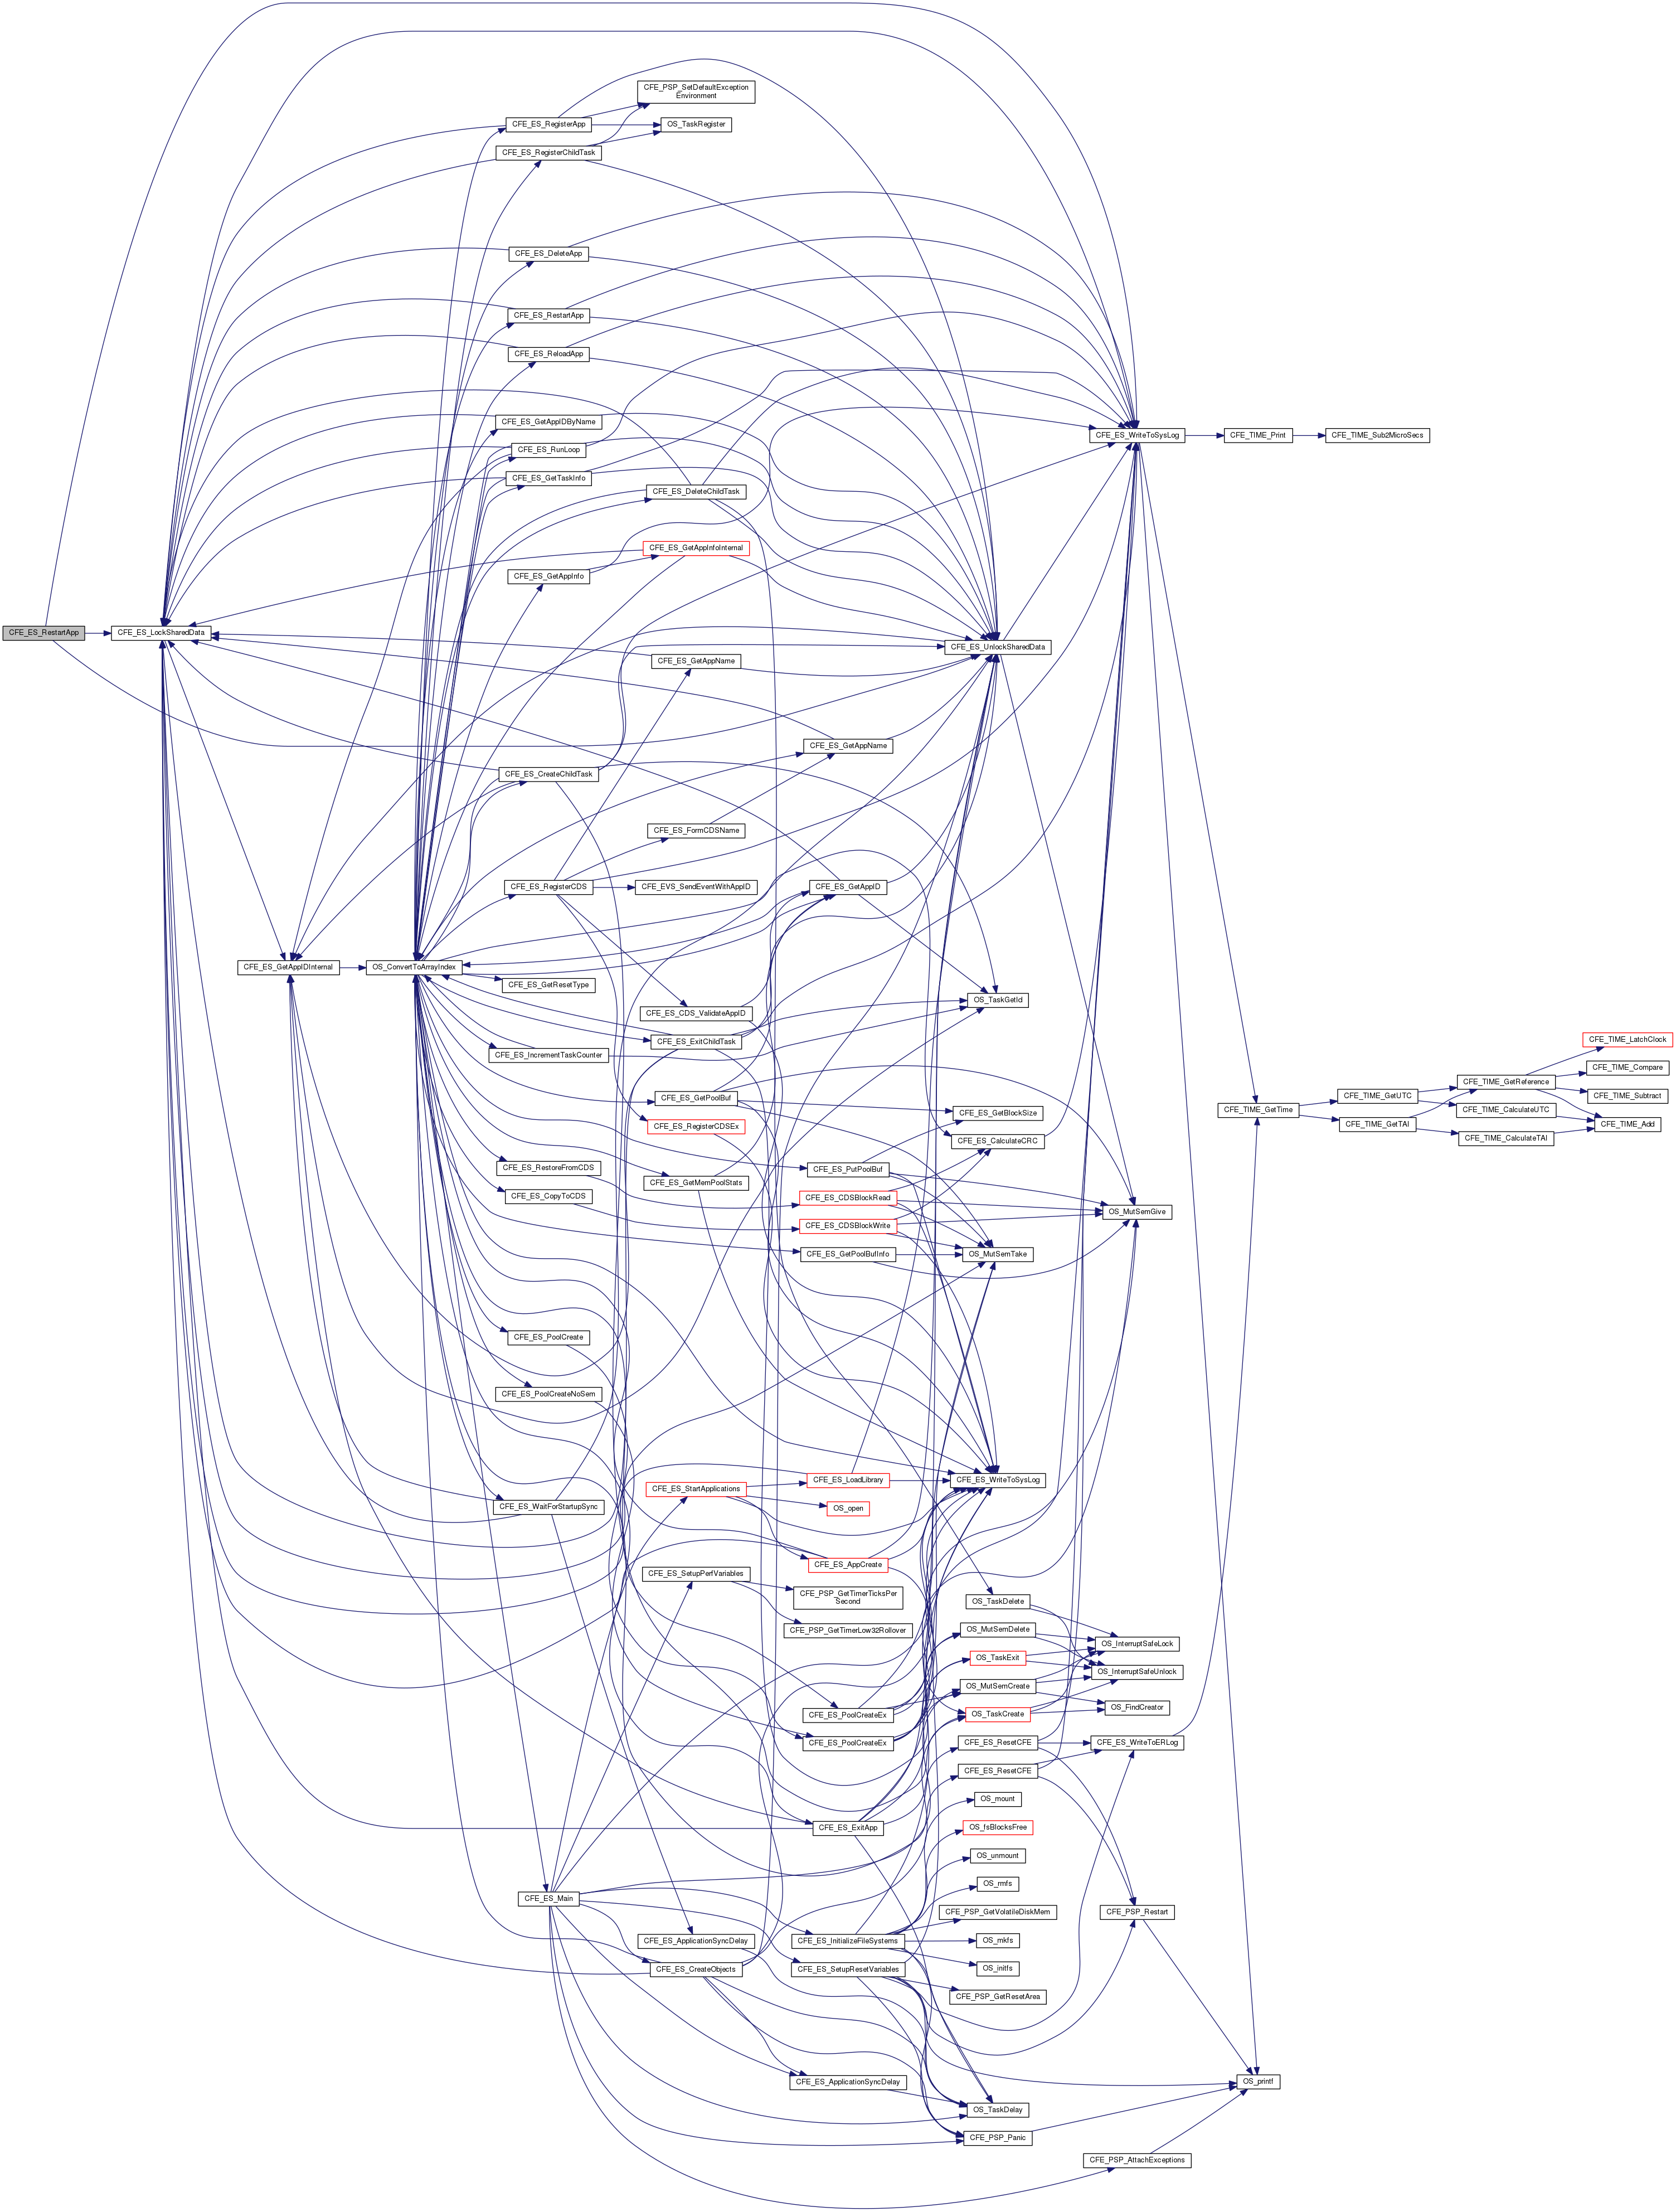 CFE_PSP_SetDefaultException
Environment
CFE_ES_RegisterApp
OS_TaskRegister
CFE_ES_RegisterChildTask
CFE_ES_DeleteApp
CFE_ES_RestartApp
CFE_ES_ReloadApp
CFE_ES_GetAppIDByName
CFE_ES_WriteToSysLog
CFE_TIME_Print
CFE_TIME_Sub2MicroSecs
CFE_ES_RunLoop
CFE_ES_GetTaskInfo
CFE_ES_DeleteChildTask
CFE_ES_GetAppInfoInternal
CFE_ES_GetAppInfo
CFE_ES_RestartApp
CFE_ES_LockSharedData
CFE_ES_UnlockSharedData
CFE_ES_GetAppName
CFE_ES_GetAppName
CFE_ES_CreateChildTask
CFE_ES_FormCDSName
CFE_ES_RegisterCDS
CFE_EVS_SendEventWithAppID
CFE_ES_GetAppID
CFE_ES_GetAppIDInternal
OS_ConvertToArrayIndex
CFE_ES_GetResetType
OS_TaskGetId
CFE_ES_CDS_ValidateAppID
CFE_ES_ExitChildTask
CFE_TIME_LatchClock
CFE_ES_IncrementTaskCounter
CFE_TIME_Compare
CFE_TIME_GetReference
CFE_ES_GetPoolBuf
CFE_TIME_GetUTC
CFE_TIME_Subtract
CFE_ES_GetBlockSize
CFE_TIME_GetTime
CFE_TIME_CalculateUTC
CFE_ES_RegisterCDSEx
CFE_TIME_GetTAI
CFE_TIME_Add
CFE_ES_CalculateCRC
CFE_TIME_CalculateTAI
CFE_ES_RestoreFromCDS
CFE_ES_PutPoolBuf
CFE_ES_GetMemPoolStats
CFE_ES_CopyToCDS
CFE_ES_CDSBlockRead
OS_MutSemGive
CFE_ES_CDSBlockWrite
CFE_ES_GetPoolBufInfo
OS_MutSemTake
CFE_ES_PoolCreate
CFE_ES_PoolCreateNoSem
CFE_ES_LoadLibrary
CFE_ES_WriteToSysLog
CFE_ES_StartApplications
CFE_ES_WaitForStartupSync
OS_open
CFE_ES_AppCreate
CFE_ES_SetupPerfVariables
CFE_PSP_GetTimerTicksPer
Second
OS_TaskDelete
CFE_PSP_GetTimerLow32Rollover
OS_MutSemDelete
OS_InterruptSafeLock
OS_TaskExit
OS_InterruptSafeUnlock
OS_MutSemCreate
OS_FindCreator
CFE_ES_PoolCreateEx
OS_TaskCreate
CFE_ES_PoolCreateEx
CFE_ES_ResetCFE
CFE_ES_WriteToERLog
CFE_ES_ResetCFE
OS_mount
CFE_ES_ExitApp
OS_fsBlocksFree
OS_unmount
OS_rmfs
CFE_ES_Main
CFE_PSP_GetVolatileDiskMem
CFE_PSP_Restart
CFE_ES_ApplicationSyncDelay
CFE_ES_InitializeFileSystems
OS_mkfs
CFE_ES_CreateObjects
CFE_ES_SetupResetVariables
OS_initfs
CFE_PSP_GetResetArea
CFE_ES_ApplicationSyncDelay
OS_printf
OS_TaskDelay
CFE_PSP_Panic
CFE_PSP_AttachExceptions